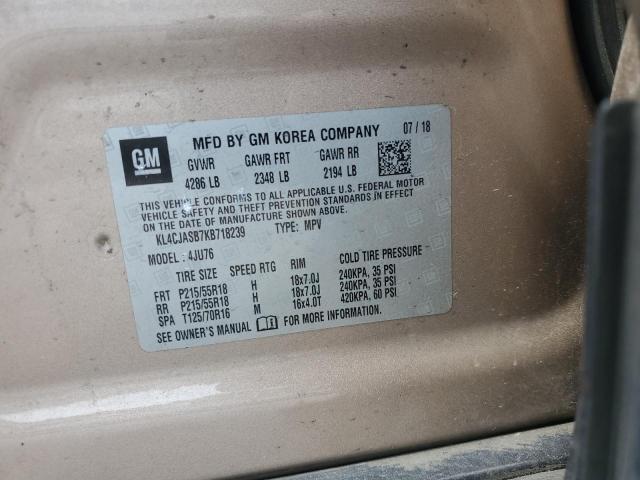 GM
MFD BY GM KOREA COMPANY 07 / 18
GVWR GAWR FRT GAWR RR
4286 LB 2348 LB 2194 LB
THIS VEHICLE CONFORMS TO ALL APPLICABLE U.S. FEDERAL MOTOR
VEHICLE SAFETY AND THEFT PREVENTION STANDARDS IN EFFECT
ON THE DATE OF MANUFACTURE SHOWN ABOVE.
KL4CJASB7KB718239 TYPE: MPV
MODEL: 4JU76
TIRE SIZE SPEED RTG RIM COLD TIRE PRESSURE
FRT P215/55R18 H 18x7.0J 240KPA, 35 PSI
RR P215/55R18 H 18x7.0J 240KPA, 35 PSI
SPA T125/70R16 M 16x4.0T 420KPA, 60 PSI
SEE OWNER'S MANUAL FOR MORE INFORMATION.